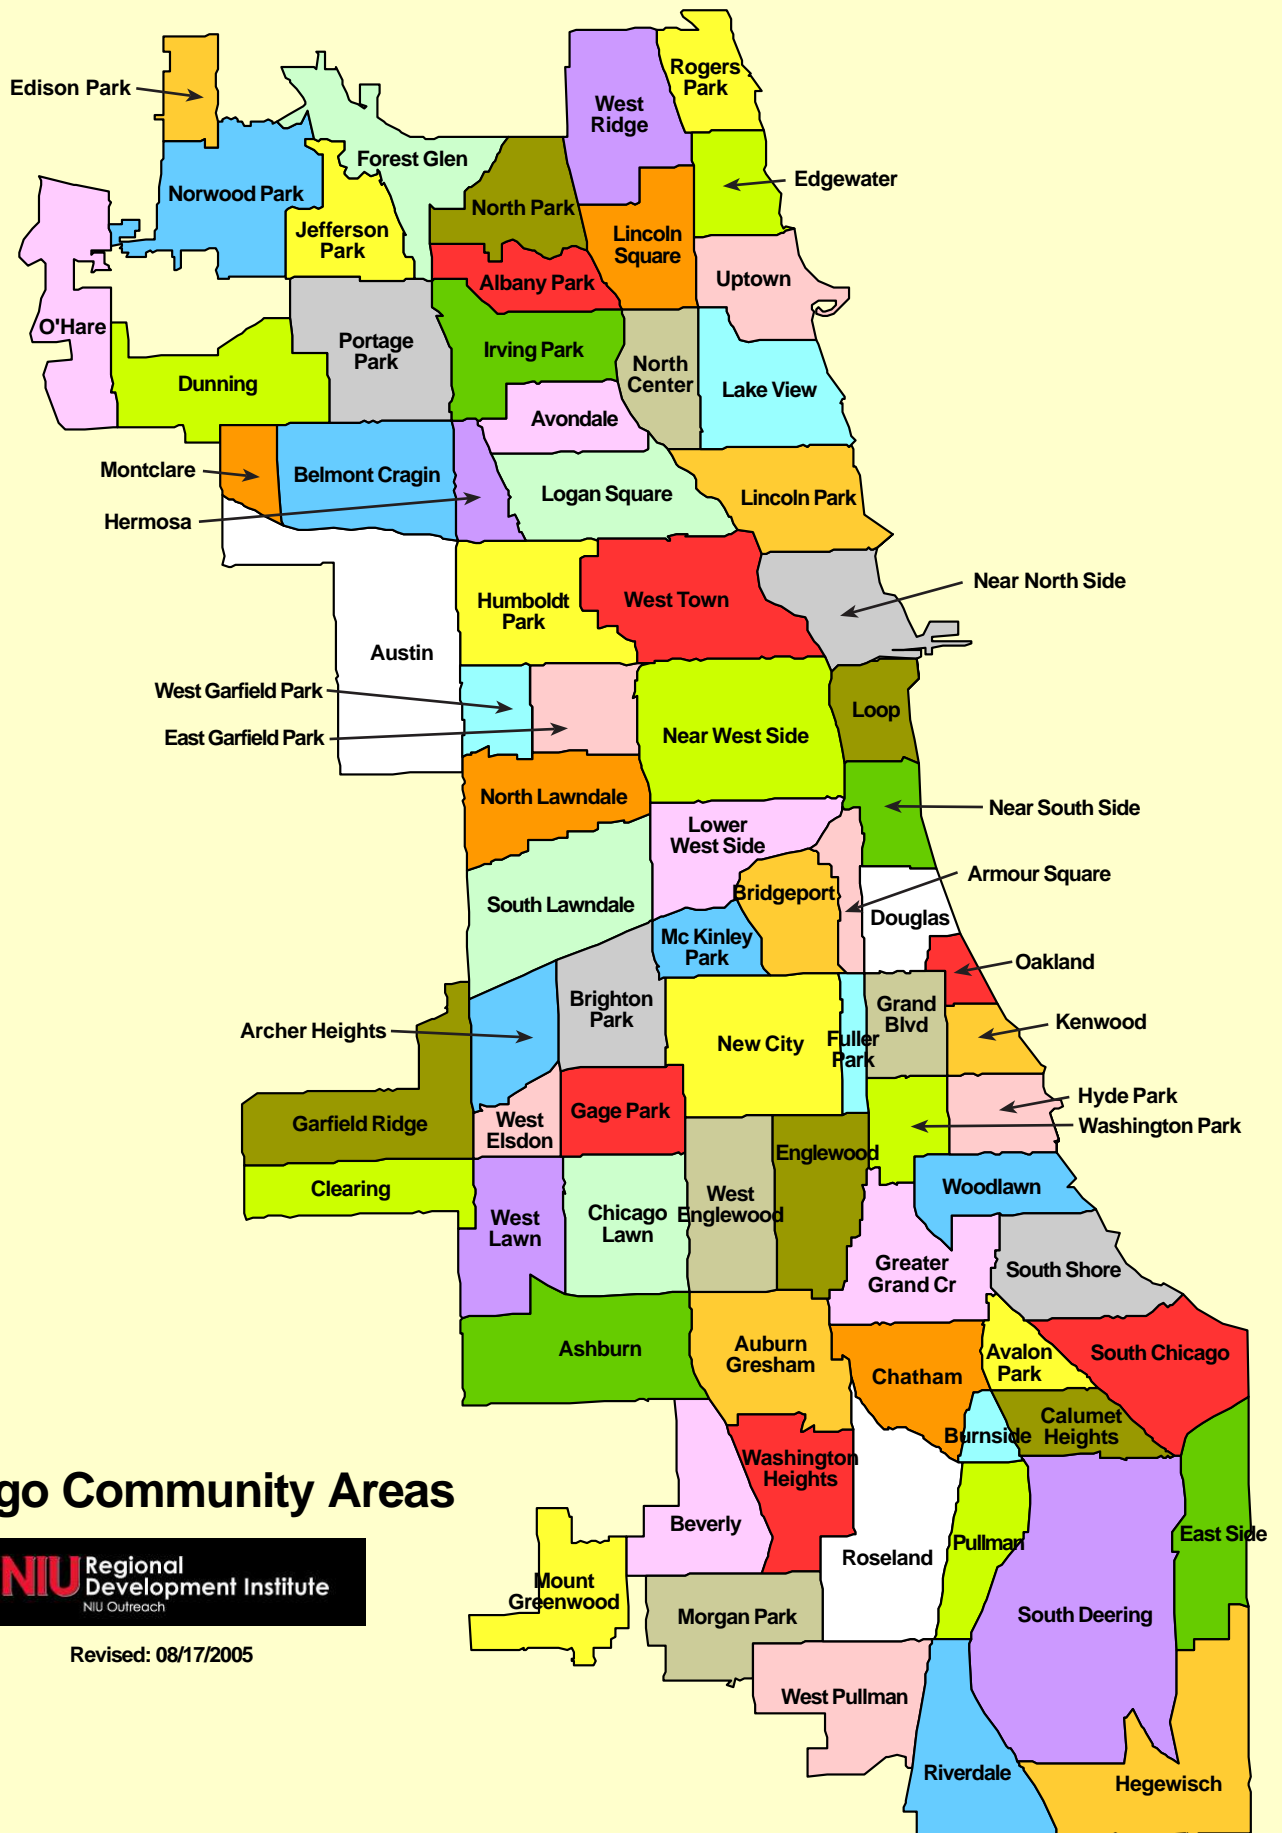 Rogers
Park
Edison Park
West
Ridge
Forest Glen
Edgewater
Norwood Park
North Park
Jefferson
Park
Lincoln
Square
Uptown
Albany Park
O'Hare
Portage
Park
Irving Park
North
Center
Dunning
Lake View
Avondale
Montclare
Belmont Cragin
Logan Square
Lincoln Park
Hermosa
Near North Side
Humboldt
Park
West Town
Austin
West Garfield Park
East Garfield Park
Loop
Near West Side
North Lawndale
Near South Side
Lower
West Side
Armour Square
Bridgeport
South Lawndale
Douglas
Mc Kinley
Park
Oakland
Brighton
Park
Grand
Blvd
Kenwood
Archer Heights
New City
Fuller
Park
Hyde Park
Gage Park
Garfield Ridge
West
Elsdon
Washington Park
Englewood
Clearing
Woodlawn
West
Englewood
Chicago
Lawn
West
Lawn
Greater
Grand Cr
South Shore
Ashburn
Auburn
Gresham
Avalon
Park
South Chicago
Chatham
Calumet
Heights
Burnside
Washington
Heights
go Community Areas
Beverly
East Side
Pullman
Roseland
NIU Regional
Development Institute
NIU Outreach
Mount
Greenwood
Morgan Park
South Deering
Revised: 08/17/2005
West Pullman
Riverdale
Hegewisch